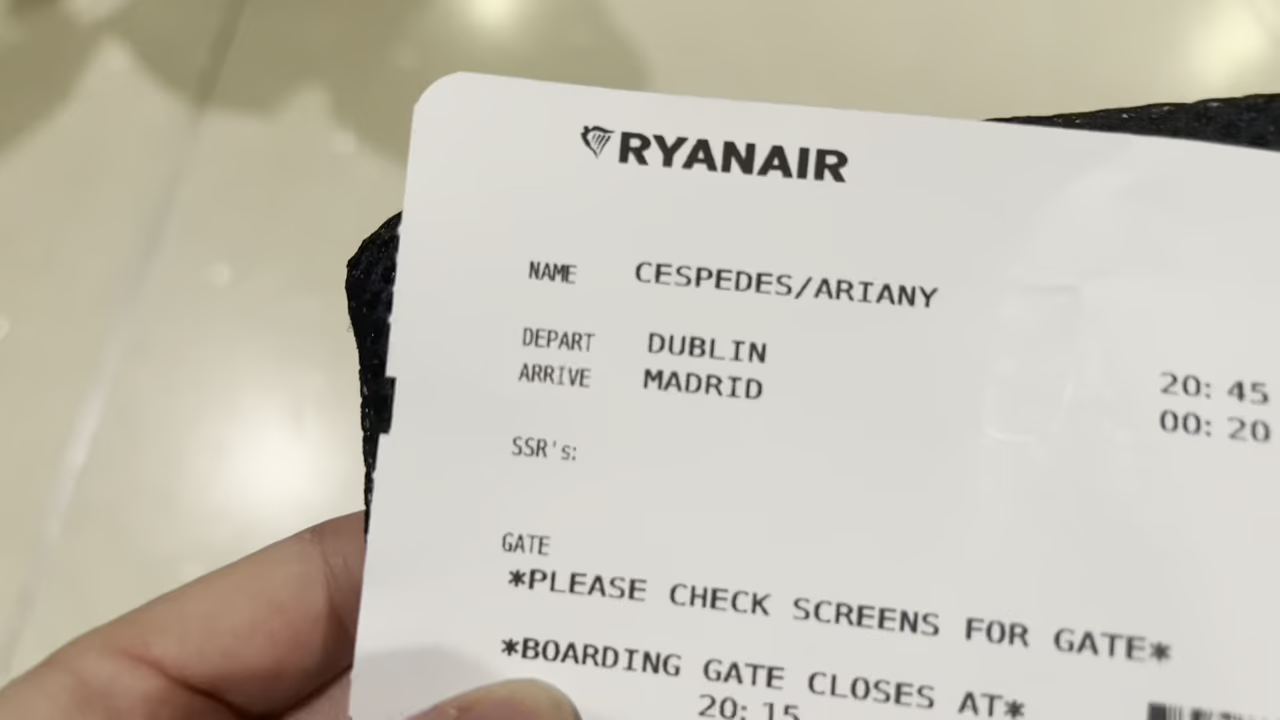 RYANAIR
NAME CESPEDES/ARIANY
DEPART DUBLIN 20: 45
ARRIVE MADRID 00: 20
SSR's:
GATE
*PLEASE CHECK SCREENS FOR GATE*
*BOARDING GATE CLOSES AT*
20: 15